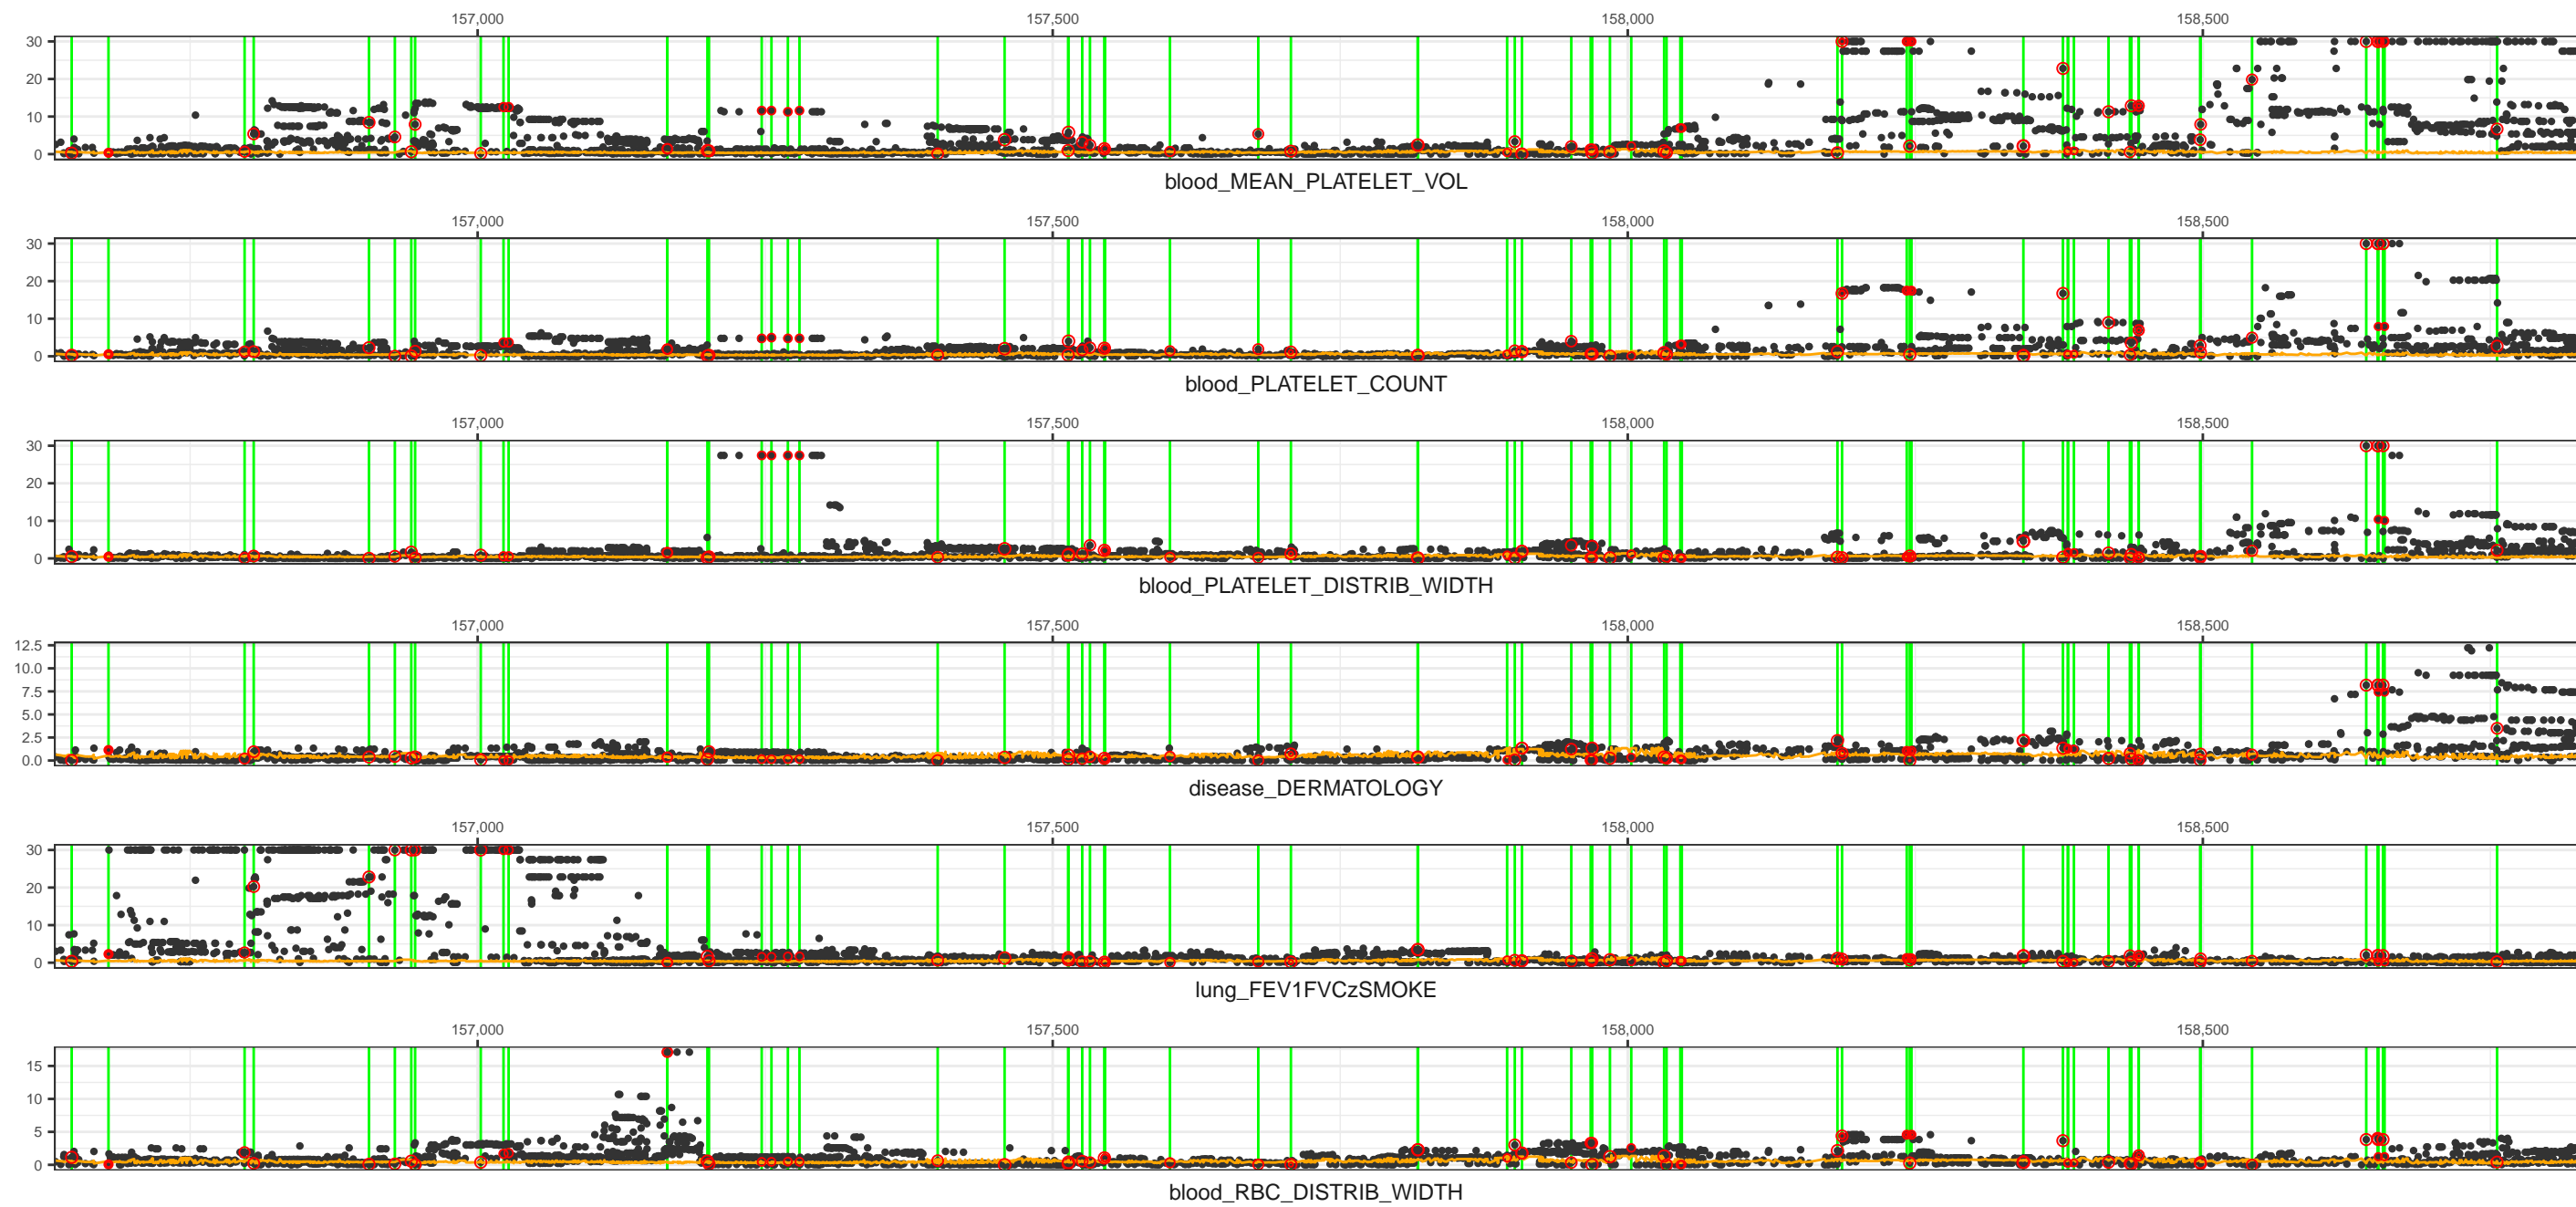 157,000 157,500 158,000 158,500
30
20
10
0
blood_MEAN_PLATELET_VOL
157,000 157,500 158,000 158,500
30
20
10
0
blood_PLATELET_COUNT
157,000 157,500 158,000 158,500
30
20
10
0
blood_PLATELET_DISTRIB_WIDTH
157,000 157,500 158,000 158,500
12.5
10.0
7.5
5.0
2.5
0.0
disease_DERMATOLOGY
157,000 157,500 158,000 158,500
30
20
10
0
lung_FEV1FVCzSMOKE
157,000 157,500 158,000 158,500
15
10
5
0
blood_RBC_DISTRIB_WIDTH